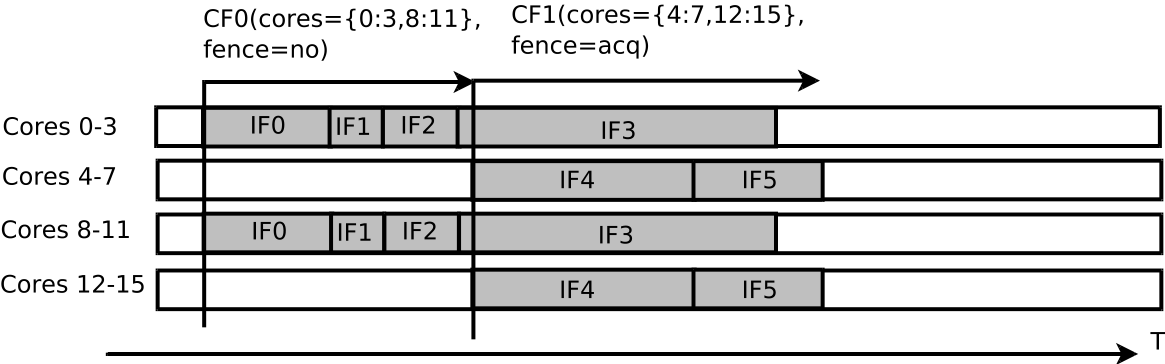 CF0(cores={0:3,8:11},
fence=no)
CF1(cores={4:7,12:15},
fence=acq)
Cores 0-3
IF0 IF1 IF2 IF3
Cores 4-7
IF4 IF5
Cores 8-11
IF0 IF1 IF2 IF3
Cores 12-15
IF4 IF5
T